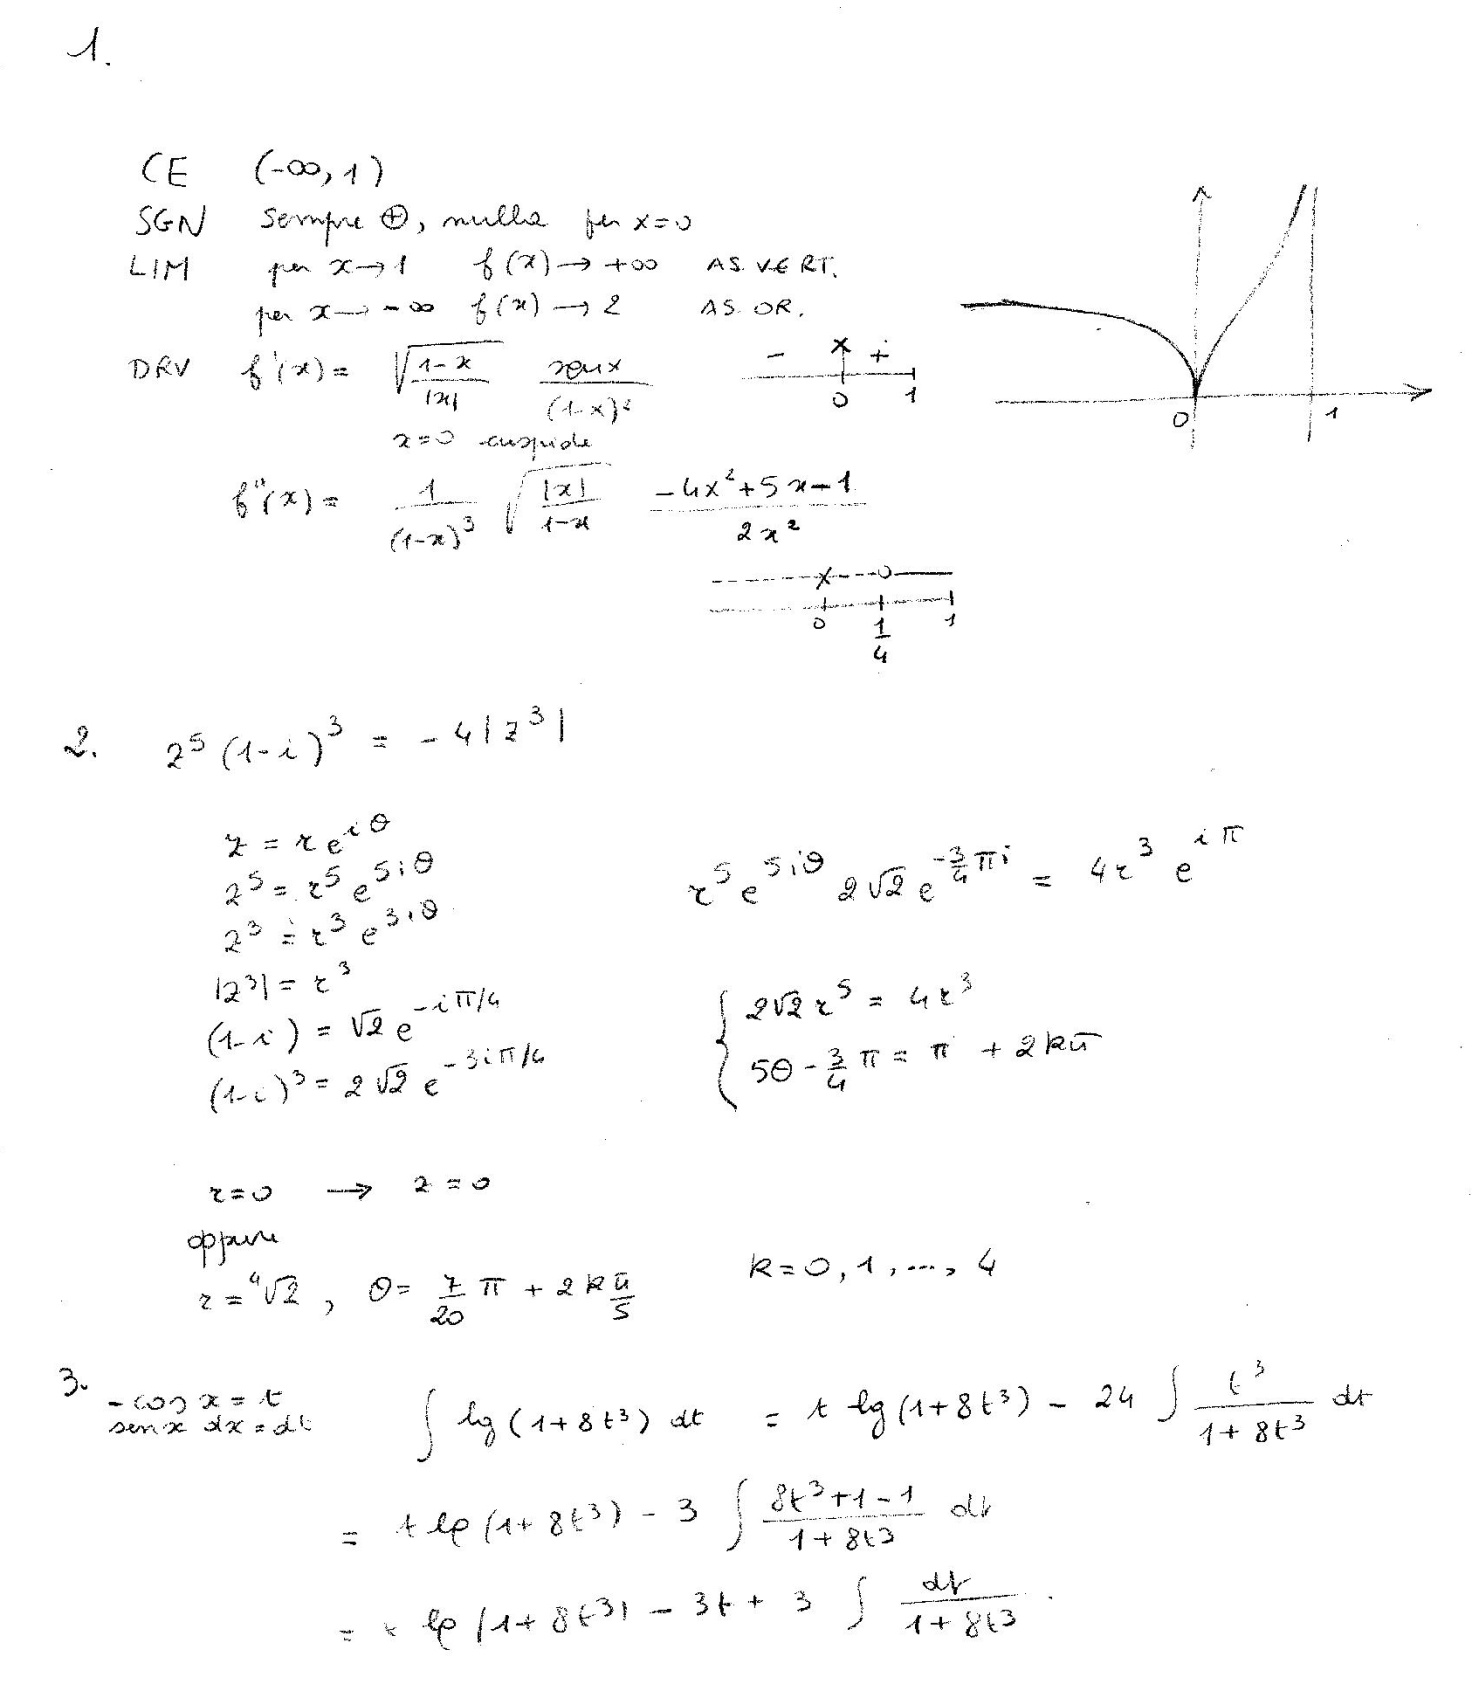 1.
CE (-∞, 1)
SGN Sempre ⊕, nulla per x=0
LIM per x→1 f(x)→+∞ AS. VERT.
per x→-∞ f(x)→2 AS. OR.
DRV f'(x) = √((1-x)/|x|) (sgn x)/((1-x)²)
- × +
0 1
x=0 cuspide
f''(x) = 1/((1-x)³) √(|x|/(1-x)) (-4x²+5x-1)/(2x²)
0 1/4 1
0 1
2. z⁵(1-i)³ = -4|z³|
z = re^{iθ}
z⁵ = r⁵e^{5iθ}
z³ = r³e^{3iθ}
|z³| = r³
(1-i) = √2 e^{-iπ/4}
(1-i)³ = 2√2 e^{-3iπ/4}
r⁵e^{5iθ} 2√2 e^{-3/4 πi} = 4r³ e^{iπ}
{ 2√2 r⁵ = 4r³
5θ - 3/4 π = π + 2kπ
r=0 → z=0
oppure
r = ⁴√2, θ = 7/20 π + 2kπ/5 k=0, 1, ..., 4
3. -cos x = t
sen x dx = dt
∫ lg(1+8t³) dt = t lg(1+8t³) - 24 ∫ t³/(1+8t³) dt
= t lg(1+8t³) - 3 ∫ (8t³+1-1)/(1+8t³) dt
= t lg(1+8t³) - 3t + 3 ∫ dt/(1+8t³).